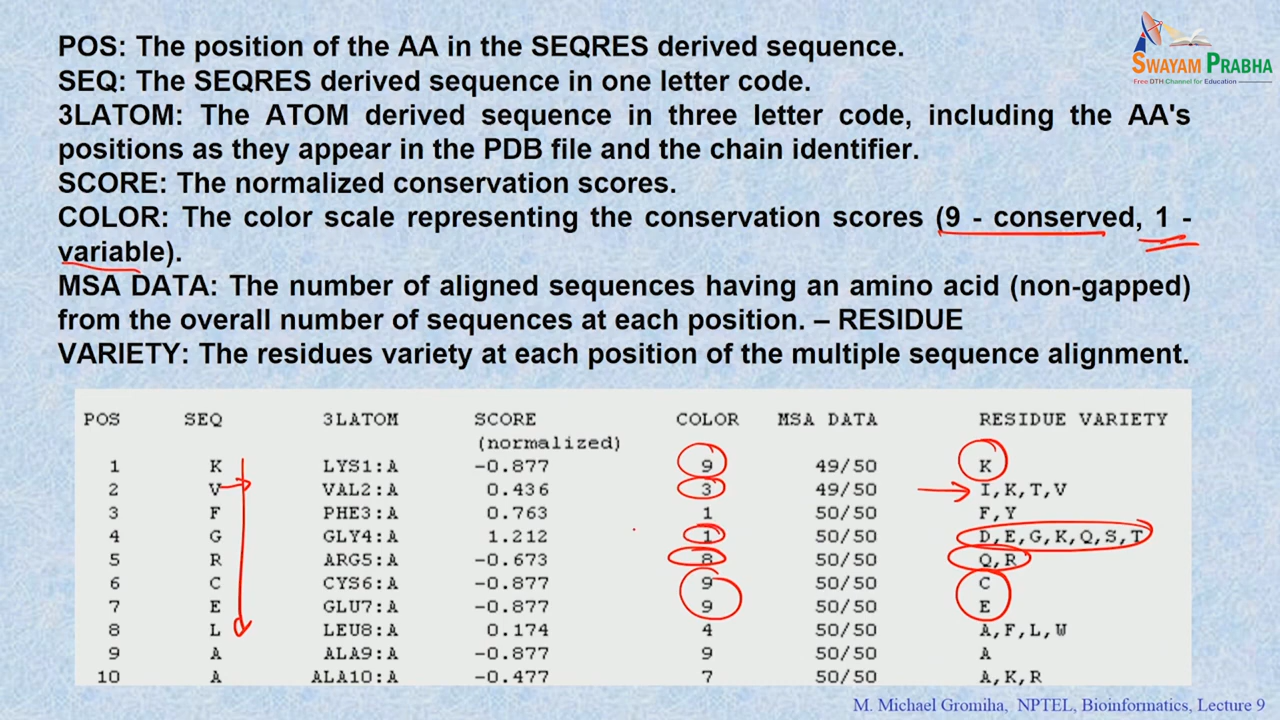 POS: The position of the AA in the SEQRES derived sequence.
SEQ: The SEQRES derived sequence in one letter code.
3LATOM: The ATOM derived sequence in three letter code, including the AA's
positions as they appear in the PDB file and the chain identifier.
SCORE: The normalized conservation scores.
COLOR: The color scale representing the conservation scores (9 - conserved, 1 -
variable).
MSA DATA: The number of aligned sequences having an amino acid (non-gapped)
from the overall number of sequences at each position. – RESIDUE
VARIETY: The residues variety at each position of the multiple sequence alignment.
SWAYAM PRABHA
Free DTH Channel for Education
POS SEQ 3LATOM SCORE COLOR MSA DATA RESIDUE VARIETY
(normalized)
1 K LYS1:A -0.877 9 49/50 K
2 V VAL2:A 0.436 3 49/50 I,K,T,V
3 F PHE3:A 0.763 1 50/50 F,Y
4 G GLY4:A 1.212 1 50/50 D,E,G,K,Q,S,T
5 R ARG5:A -0.673 8 50/50 Q,R
6 C CYS6:A -0.877 9 50/50 C
7 E GLU7:A -0.877 9 50/50 E
8 L LEU8:A 0.174 4 50/50 A,F,L,W
9 A ALA9:A -0.877 9 50/50 A
10 A ALA10:A -0.477 7 50/50 A,K,R
M. Michael Gromiha, NPTEL, Bioinformatics, Lecture 9